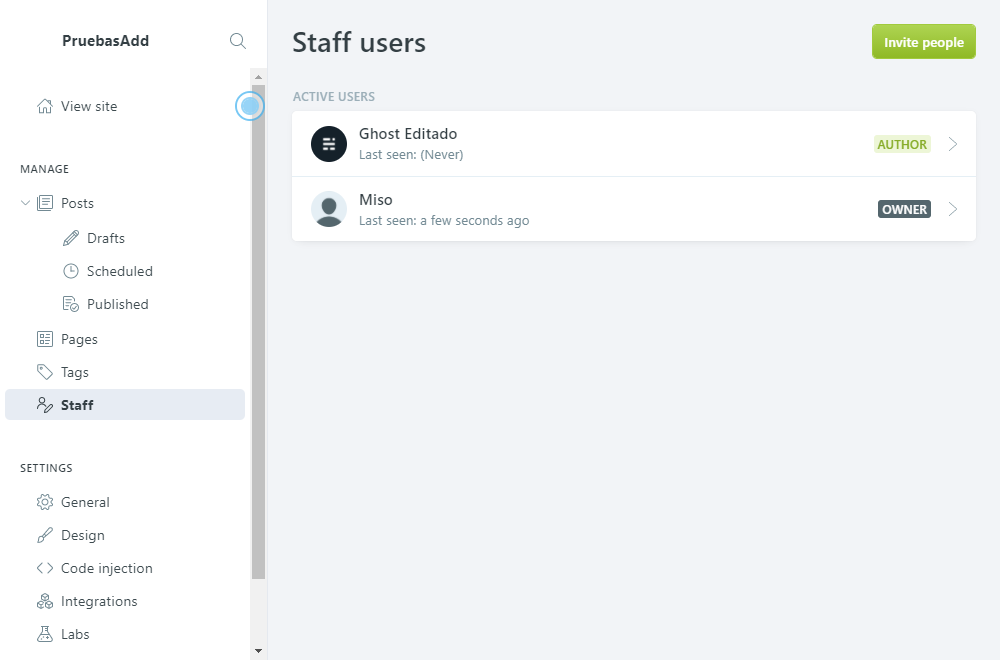 PruebasAdd
View site
MANAGE
Posts
Drafts
Scheduled
Published
Pages
Tags
Staff
SETTINGS
General
Design
Code injection
Integrations
Labs
Staff users
Invite people
ACTIVE USERS
Ghost Editado
Last seen: (Never)
AUTHOR
Miso
Last seen: a few seconds ago
OWNER